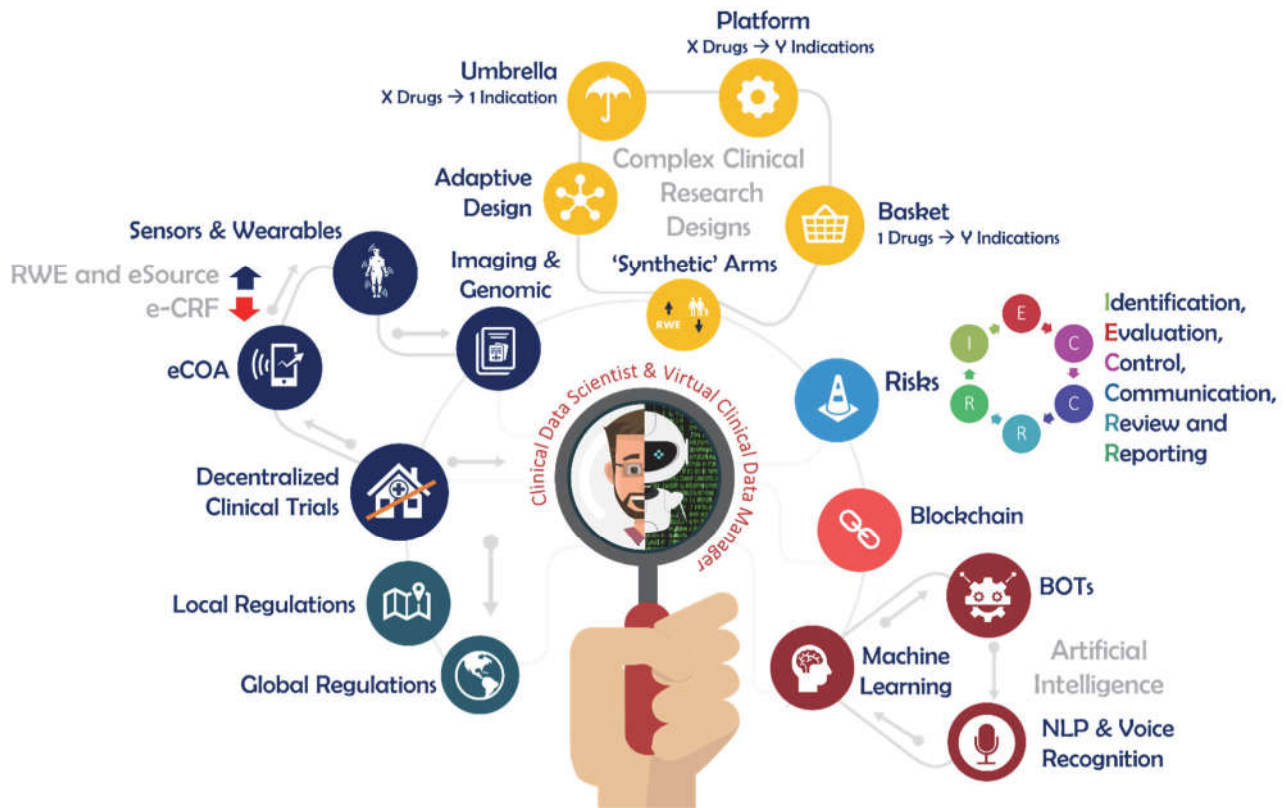 Platform
X Drugs → Y Indications
Umbrella
X Drugs → 1 Indication
Complex Clinical
Research
Designs
Adaptive
Design
Basket
1 Drugs → Y Indications
'Synthetic' Arms
RWE
Sensors & Wearables
RWE and eSource
e-CRF
Imaging &
Genomic
eCOA
Decentralized
Clinical Trials
Local Regulations
Global Regulations
Clinical Data Scientist & Virtual Clinical Data Manager
Risks
I
E
C
C
R
R
Identification,
Evaluation,
Control,
Communication,
Review and
Reporting
Blockchain
BOTs
Machine
Learning
Artificial
Intelligence
NLP & Voice
Recognition